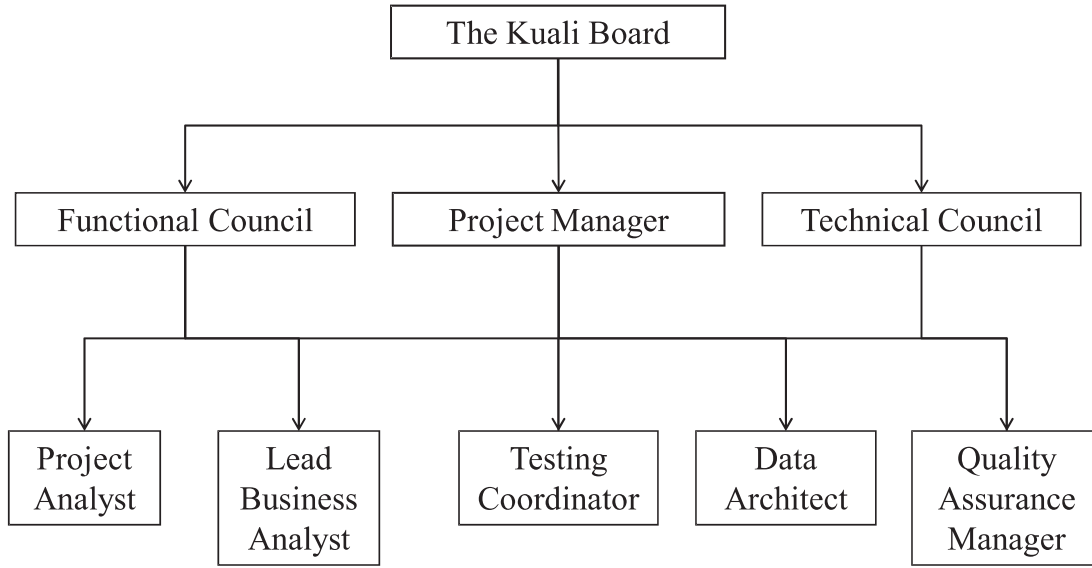 The Kuali Board
Functional Council
Project Manager
Technical Council
Project
Analyst
Lead
Business
Analyst
Testing
Coordinator
Data
Architect
Quality
Assurance
Manager